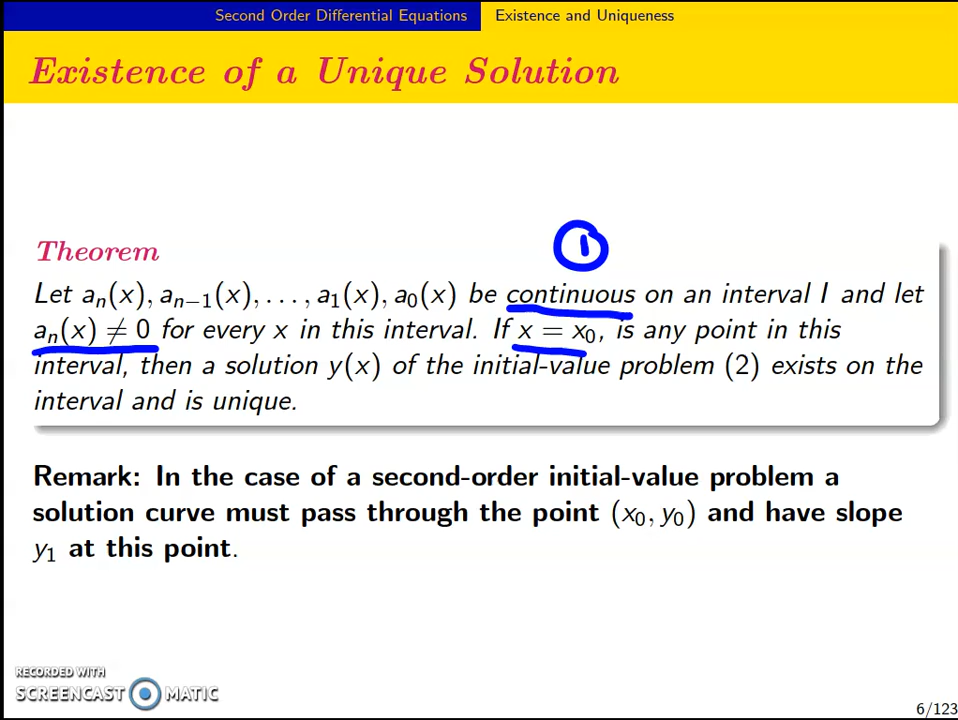 Second Order Differential Equations Existence and Uniqueness
Existence of a Unique Solution
1
Theorem
Let aₙ(x), aₙ₋₁(x), . . . , a₁(x), a₀(x) be continuous on an interval I and let
aₙ(x) ≠ 0 for every x in this interval. If x = x₀, is any point in this
interval, then a solution y(x) of the initial-value problem (2) exists on the
interval and is unique.
Remark: In the case of a second-order initial-value problem a
solution curve must pass through the point (x₀, y₀) and have slope
y₁ at this point.
RECORDED WITH
SCREENCAST MATIC
6/123